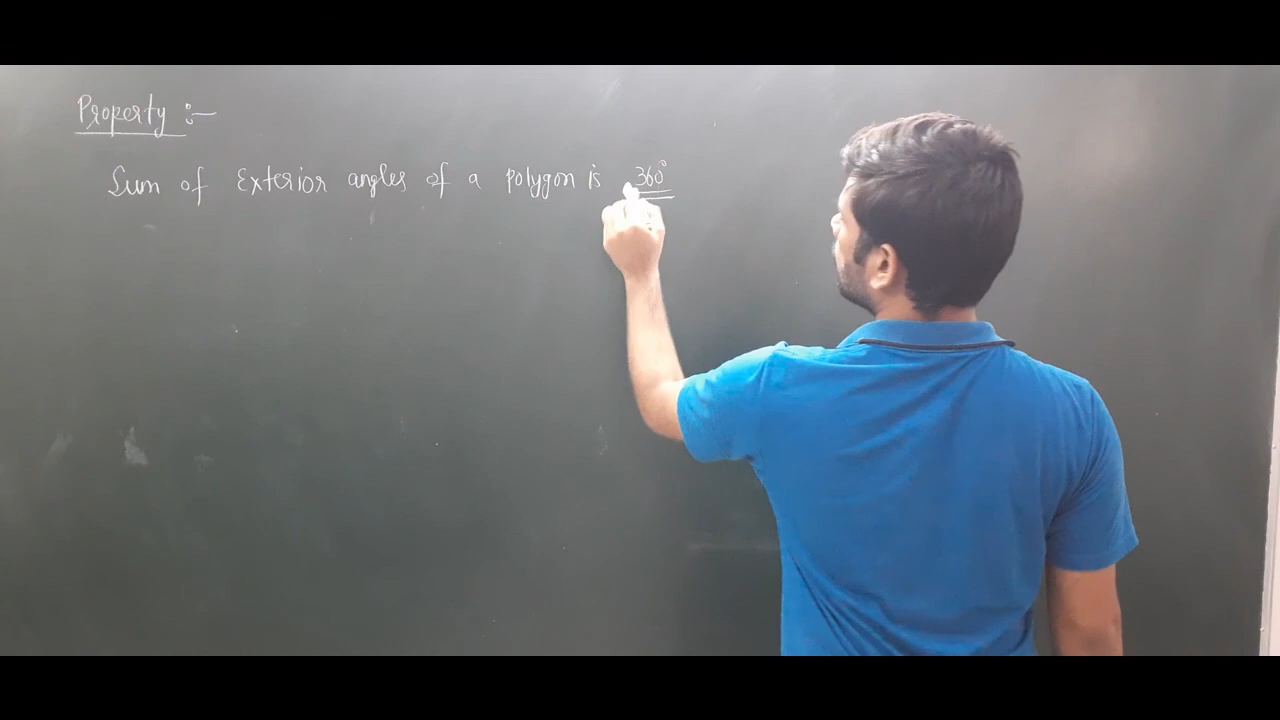 Property :-
Sum of Exterior angles of a polygon is 360°